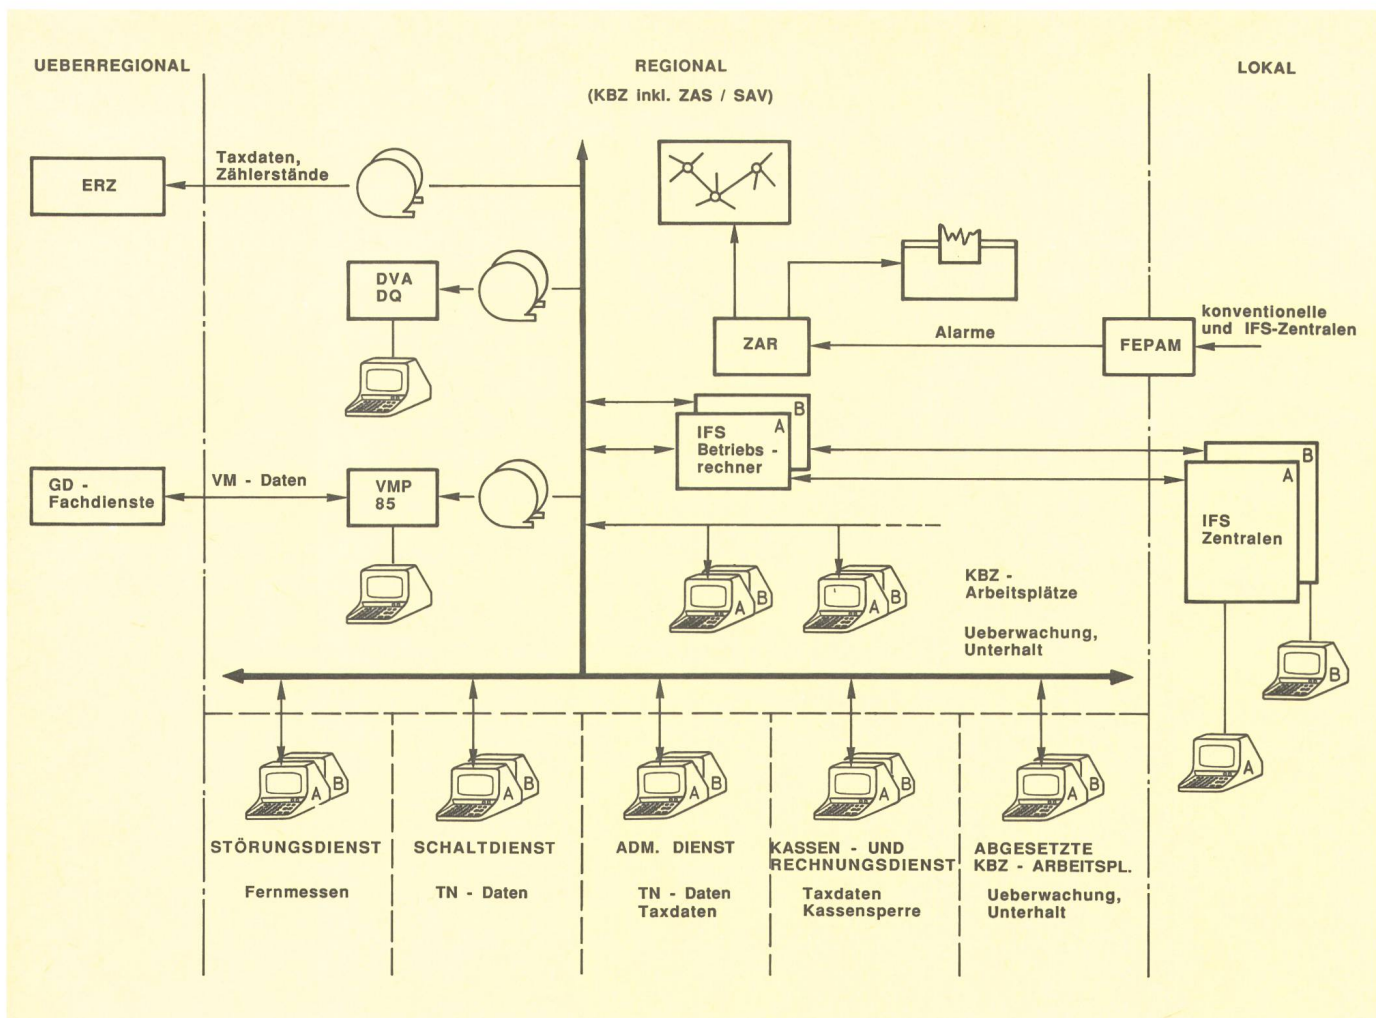 UEBERREGIONAL
REGIONAL
(KBZ inkl. ZAS / SAV)
LOKAL
Taxdaten,
Zählerstände
ERZ
DVA
DQ
ZAR
Alarme
FEPAM
konventionelle
und IFS-Zentralen
B
A
IFS
Betriebs -
rechner
GD -
Fachdienste
VM - Daten
VMP
85
B
A
IFS
Zentralen
A
B
A
B
KBZ -
Arbeitsplätze
Ueberwachung,
Unterhalt
B
A
A
B
A
B
A
B
A
B
A
B
STÖRUNGSDIENST
Fernmessen
SCHALTDIENST
TN - Daten
ADM. DIENST
TN - Daten
Taxdaten
KASSEN - UND
RECHNUNGSDIENST
Taxdaten
Kassensperre
ABGESETZTE
KBZ - ARBEITSPL.
Ueberwachung,
Unterhalt